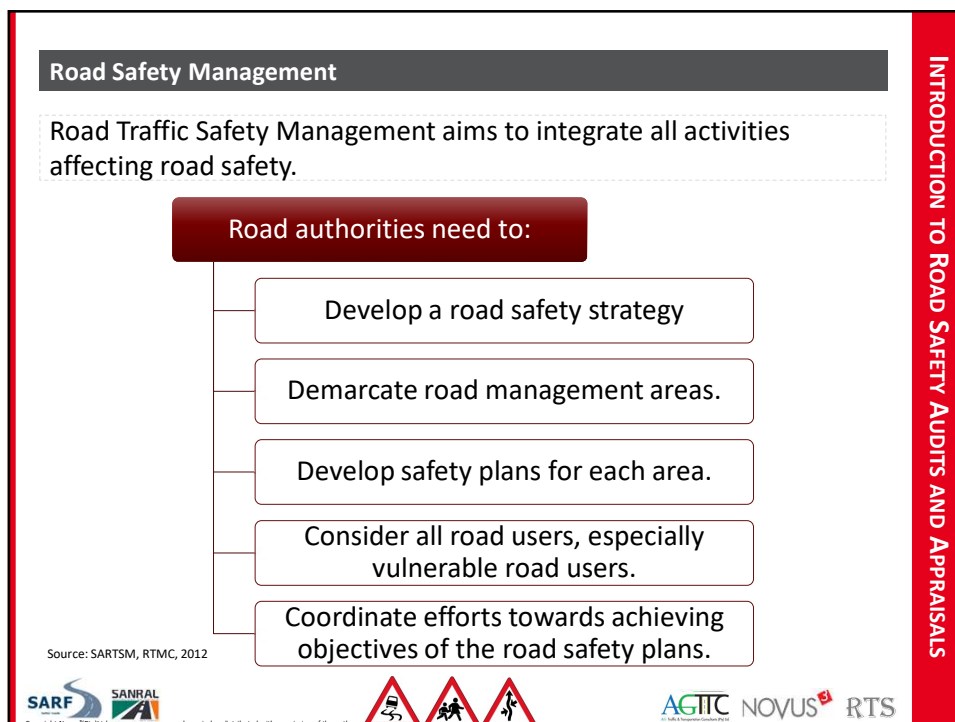 Road Safety Management
Road Traffic Safety Management aims to integrate all activities
affecting road safety.
Road authorities need to:
Develop a road safety strategy
Demarcate road management areas.
Develop safety plans for each area.
Consider all road users, especially
vulnerable road users.
Coordinate efforts towards achieving
objectives of the road safety plans.
Source: SARTSM, RTMC, 2012
SARF
SANRAL
NOVUS3
RTS
INTRODUCTION TO ROAD SAFETY AUDITS AND APPRAISALS